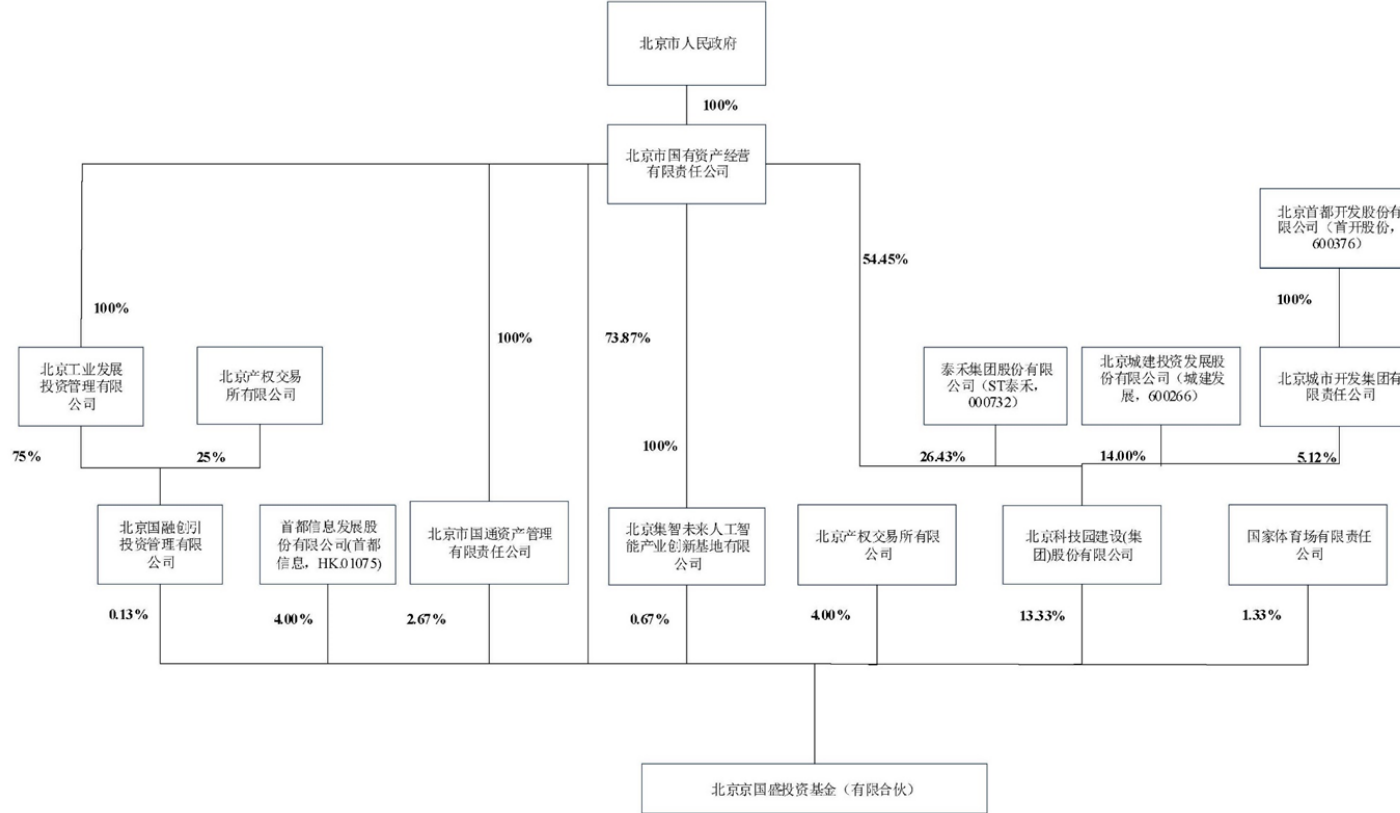 北京市人民政府
100%
北京市国有资产经营
有限责任公司
北京首都开发股份有
限公司（首开股份，
600376）
54.45%
100%
100%
100%
73.87%
北京工业发展
投资管理有限
公司
北京产权交易
所有限公司
泰禾集团股份有限
公司（ST泰禾，
000732）
北京城建投资发展股
份有限公司（城建发
展，600266）
北京城市开发集团有
限责任公司
75%
25%
100%
26.43%
14.00%
5.12%
北京国融创引
投资管理有限
公司
首都信息发展股
份有限公司(首都
信息，HK.01075)
北京市国通资产管理
有限责任公司
北京集智未来人工智
能产业创新基地有限
公司
北京产权交易所有限
公司
北京科技园建设(集
团)股份有限公司
国家体育场有限责任
公司
0.13%
4.00%
2.67%
0.67%
4.00%
13.33%
1.33%
北京京国盛投资基金（有限合伙）